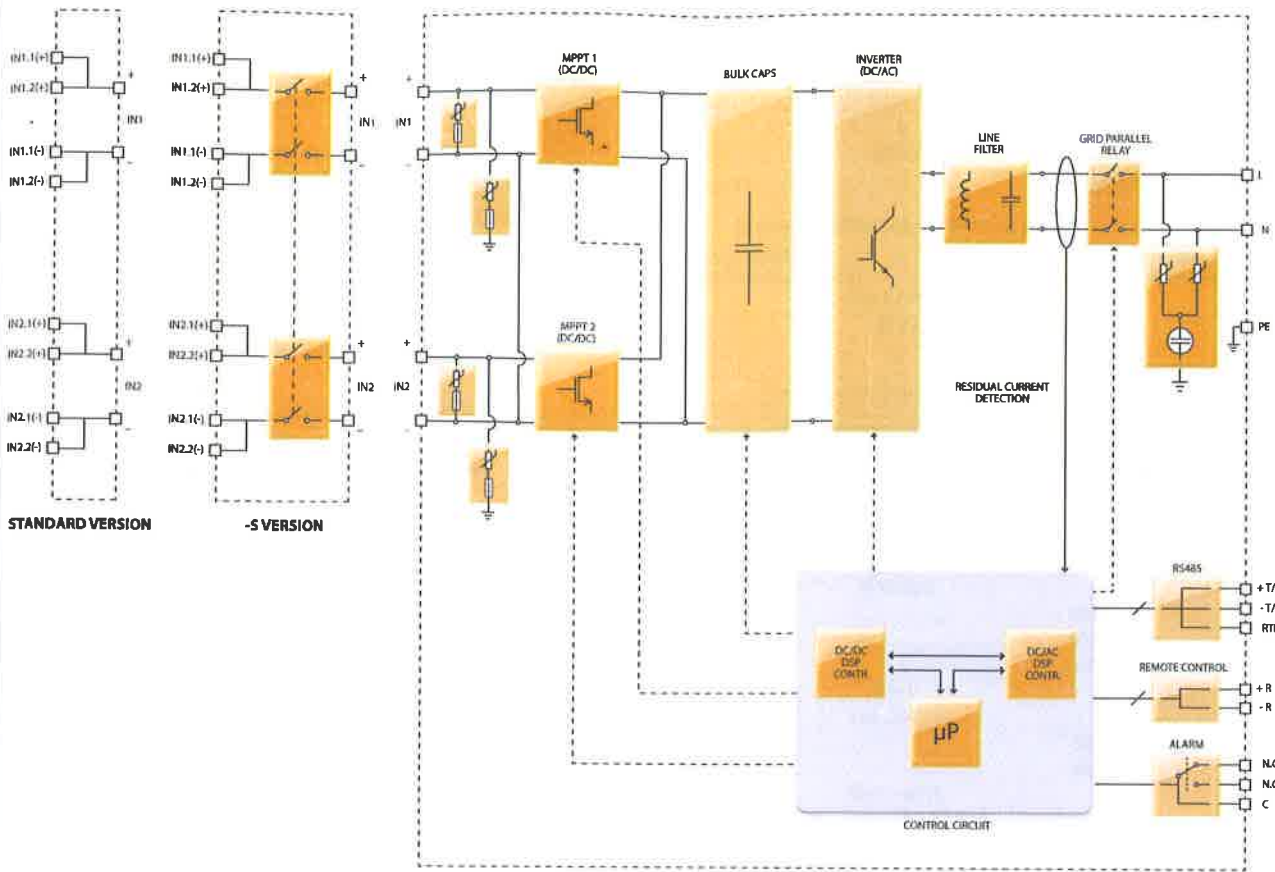 IN1.1(+)
IN1.2(+)
+
IN1
-
IN1.1(-)
IN1.2(-)
-
IN2.1(+)
IN2.2(+)
+
IN2
IN2.1(-)
IN2.2(-)
-
STANDARD VERSION
IN1.1(+)
IN1.2(+)
+
IN1
IN1.1(-)
IN1.2(-)
-
IN2.1(+)
IN2.2(+)
+
IN2
IN2.1(-)
IN2.2(-)
-
-S VERSION
+
IN1
-
+
IN2
-
MPPT 1
(DC/DC)
MPPT 2
(DC/DC)
BULK CAPS
INVERTER
(DC/AC)
LINE
FILTER
GRID PARALLEL
RELAY
L
N
PE
RESIDUAL CURRENT
DETECTION
DC/DC
DSP
CONTR.
DC/AC
DSP
CONTR.
µP
CONTROL CIRCUIT
RS485
+T/
-T/
RT
REMOTE CONTROL
+R
-R
ALARM
N.C
N.O
C